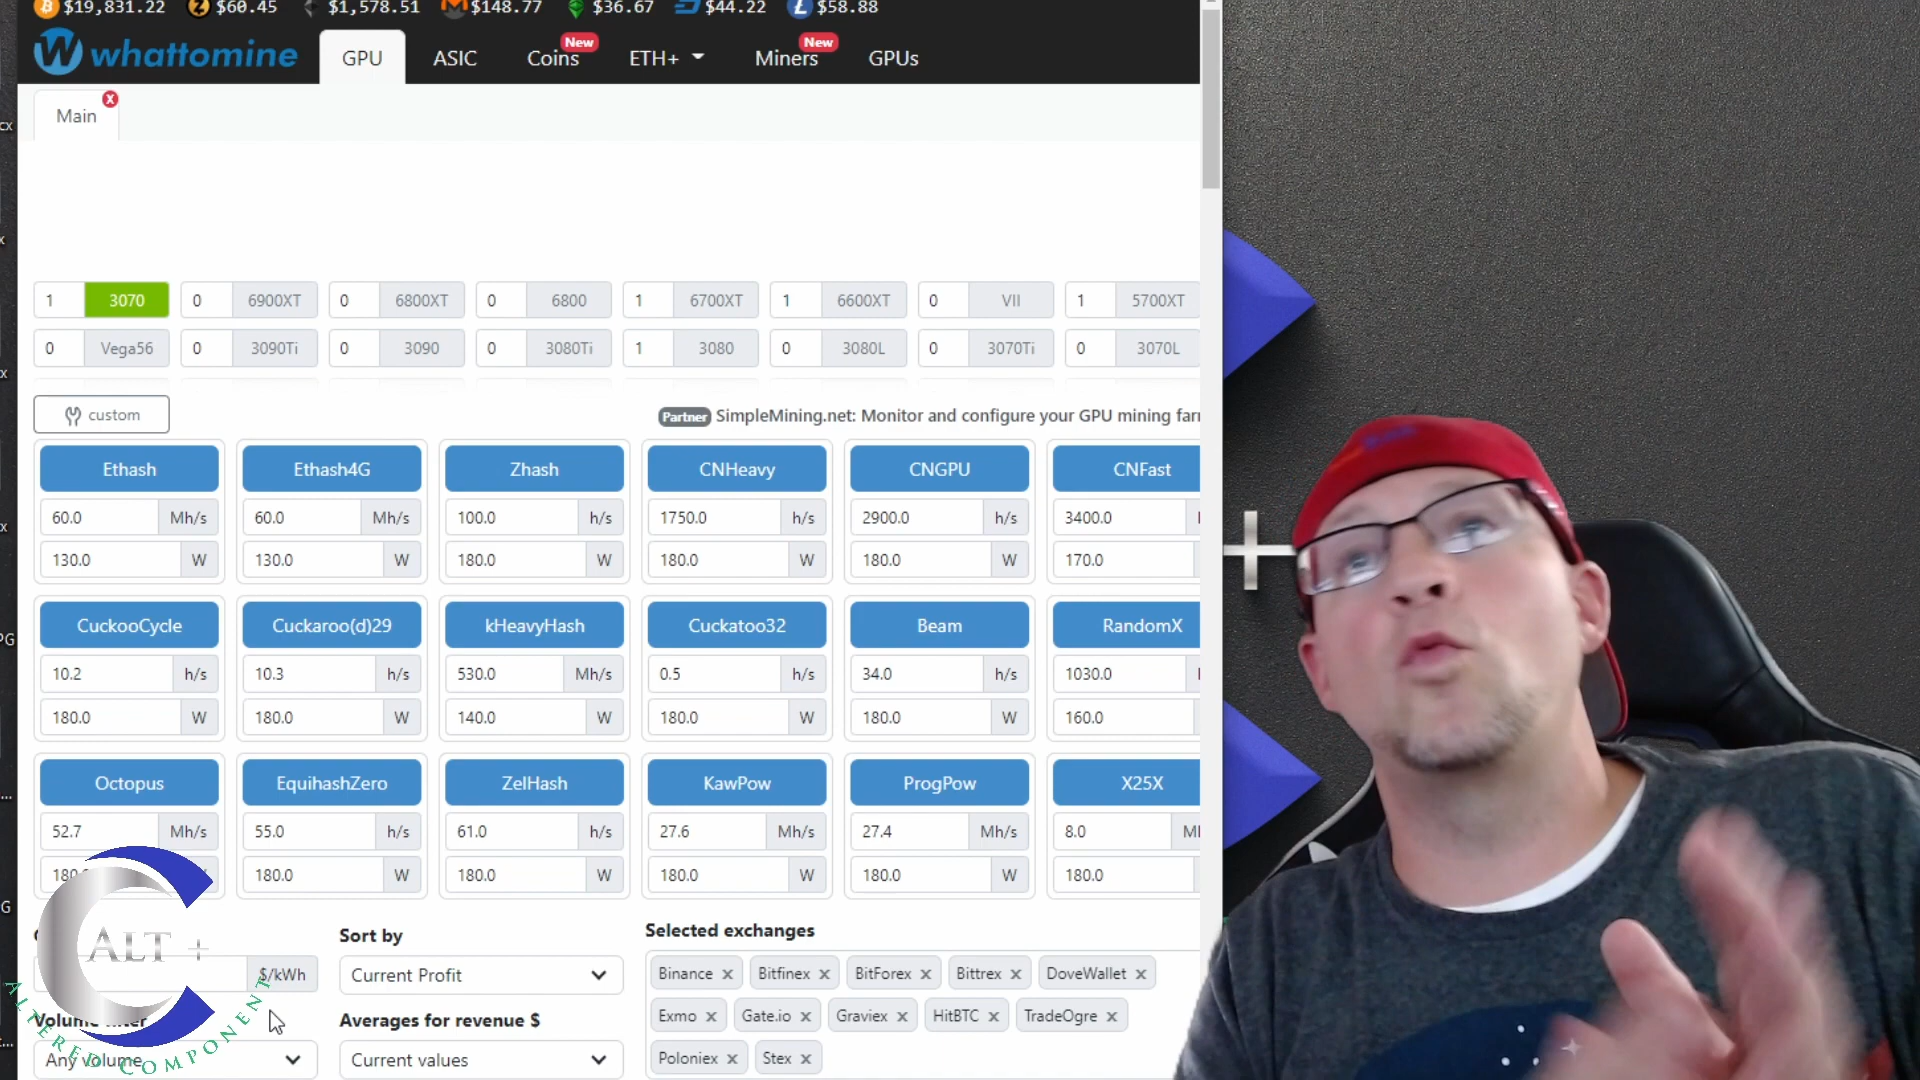 $19,831.22 $60.45 $1,578.51 $148.77 $36.67 $44.22 $58.88
whattomine GPU ASIC Coins New ETH+ Miners New GPUs
Main x
1 3070 0 6900XT 0 6800XT 0 6800 1 6700XT 1 6600XT 0 VII 1 5700XT
0 Vega56 0 3090Ti 0 3090 0 3080Ti 1 3080 0 3080L 0 3070Ti 0 3070L
custom Partner SimpleMining.net: Monitor and configure your GPU mining far
Ethash Ethash4G Zhash CNHeavy CNGPU CNFast
60.0 Mh/s 60.0 Mh/s 100.0 h/s 1750.0 h/s 2900.0 h/s 3400.0
130.0 W 130.0 W 180.0 W 180.0 W 180.0 W 170.0
CuckooCycle Cuckaroo(d)29 kHeavyHash Cuckatoo32 Beam RandomX
10.2 h/s 10.3 h/s 530.0 Mh/s 0.5 h/s 34.0 h/s 1030.0
180.0 W 180.0 W 140.0 W 180.0 W 180.0 W 160.0
Octopus EquihashZero ZelHash KawPow ProgPow X25X
52.7 Mh/s 55.0 h/s 61.0 h/s 27.6 Mh/s 27.4 Mh/s 8.0 M
180.0 W 180.0 W 180.0 W 180.0 W 180.0
$/kWh
Sort by
Current Profit
Selected exchanges
Binance x Bitfinex x BitForex x Bittrex x DoveWallet x
Exmo x Gate.io x Graviex x HitBTC x TradeOgre x
Poloniex x Stex x
Volume
Any volume
Averages for revenue $
Current values
ALT +
ALTERED COMPONENT